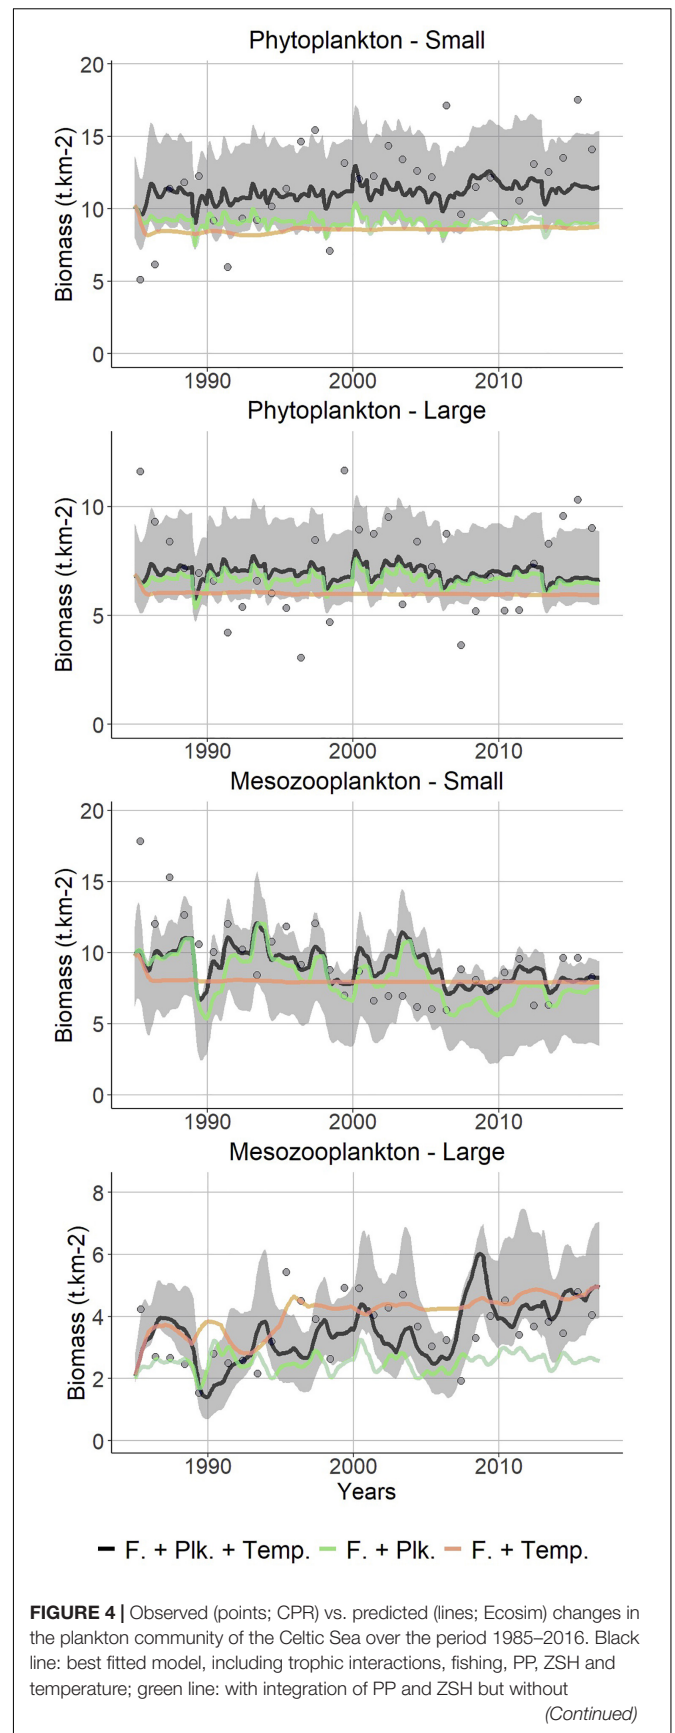 Phytoplankton - Small
20
15
10
5
0
Biomass (t.km-2)
1990 2000 2010
Phytoplankton - Large
10
5
0
Biomass (t.km-2)
1990 2000 2010
Mesozooplankton - Small
20
15
10
5
0
Biomass (t.km-2)
1990 2000 2010
Mesozooplankton - Large
8
6
4
2
0
Biomass (t.km-2)
1990 2000 2010
Years
F. + Plk. + Temp. F. + Plk. F. + Temp.
FIGURE 4 | Observed (points; CPR) vs. predicted (lines; Ecosim) changes in
the plankton community of the Celtic Sea over the period 1985–2016. Black
line: best fitted model, including trophic interactions, fishing, PP, ZSH and
temperature; green line: with integration of PP and ZSH but without
(Continued)